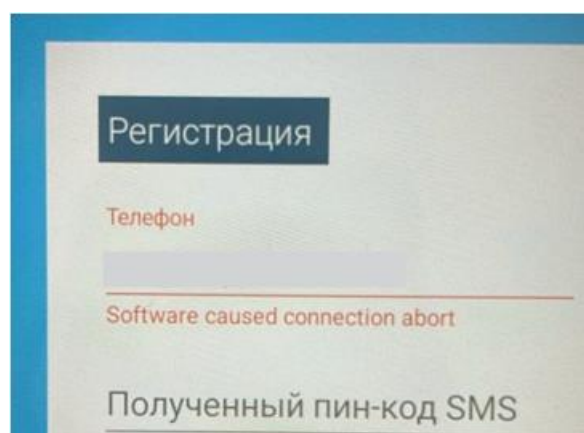 Регистрация
Телефон
Software caused connection abort
Полученный пин-код SMS